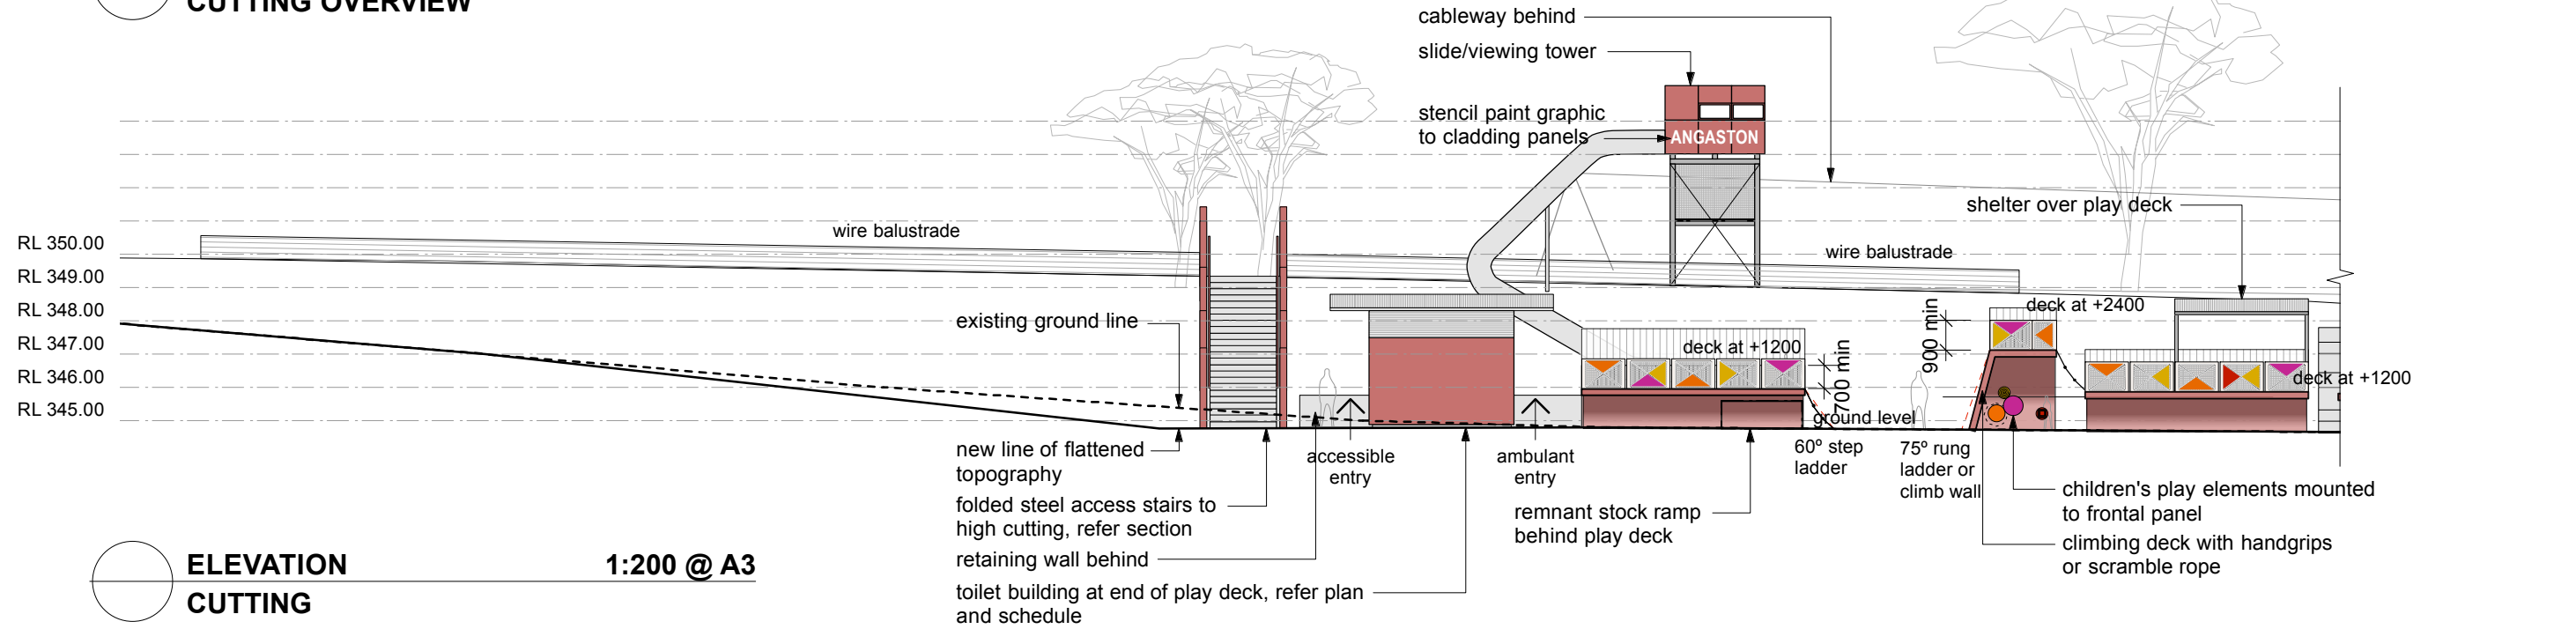 CUTTING OVERVIEW
cableway behind
slide/viewing tower
stencil paint graphic
to cladding panels
ANGASTON
shelter over play deck
wire balustrade
wire balustrade
RL 350.00
RL 349.00
RL 348.00
RL 347.00
RL 346.00
RL 345.00
existing ground line
deck at +2400
900 min
deck at +1200
700 min
deck at +1200
ground level
new line of flattened
topography
accessible
entry
ambulant
entry
60º step
ladder
75º rung
ladder or
climb wall
folded steel access stairs to
high cutting, refer section
remnant stock ramp
behind play deck
children's play elements mounted
to frontal panel
retaining wall behind
climbing deck with handgrips
or scramble rope
toilet building at end of play deck, refer plan
and schedule
ELEVATION 1:200 @ A3
CUTTING